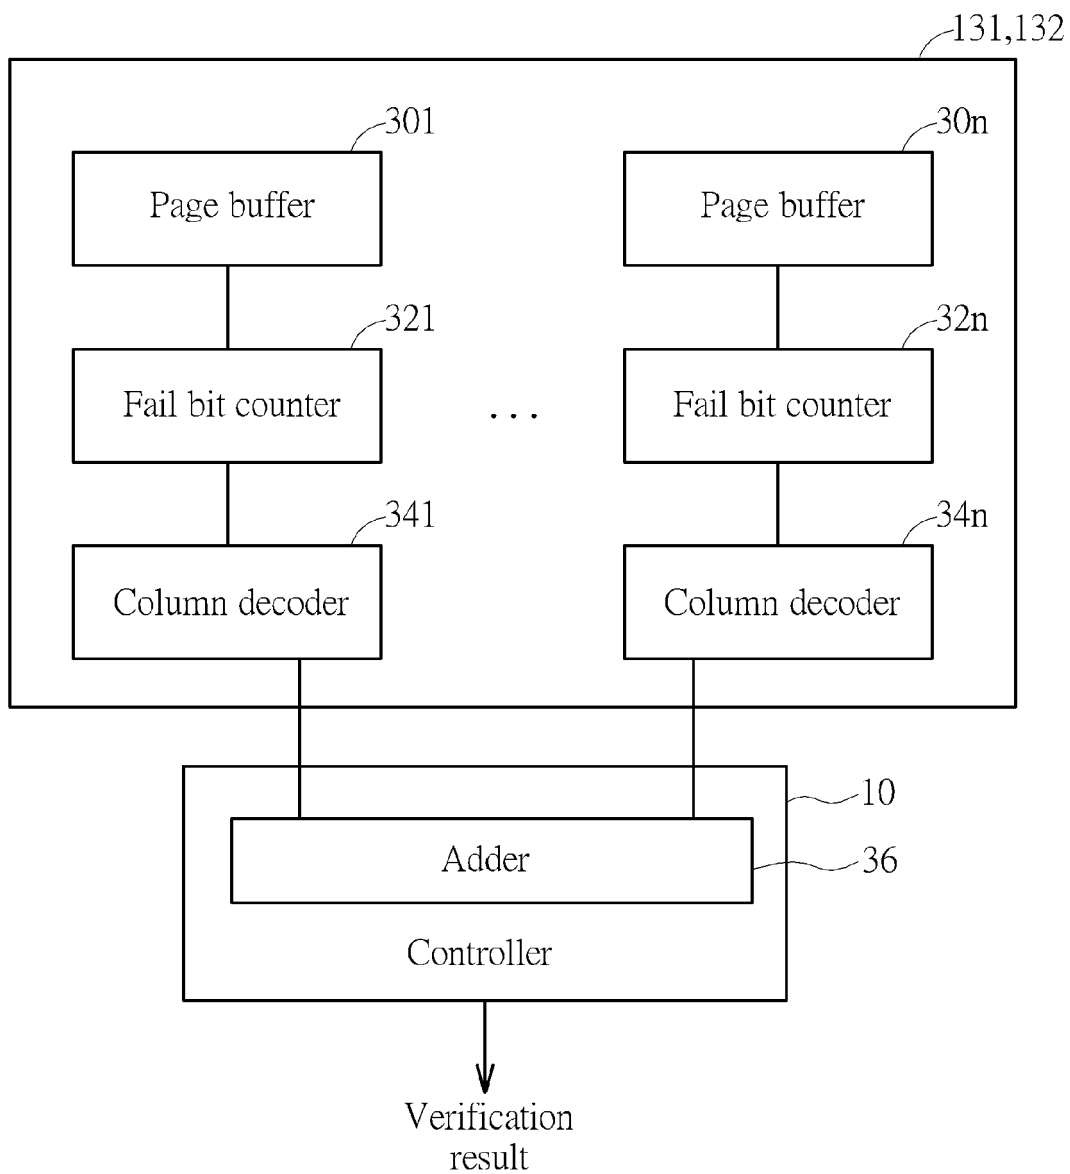 131,132
301
30n
Page buffer
Page buffer
321
32n
Fail bit counter
...
Fail bit counter
341
34n
Column decoder
Column decoder
10
Adder
36
Controller
Verification
result